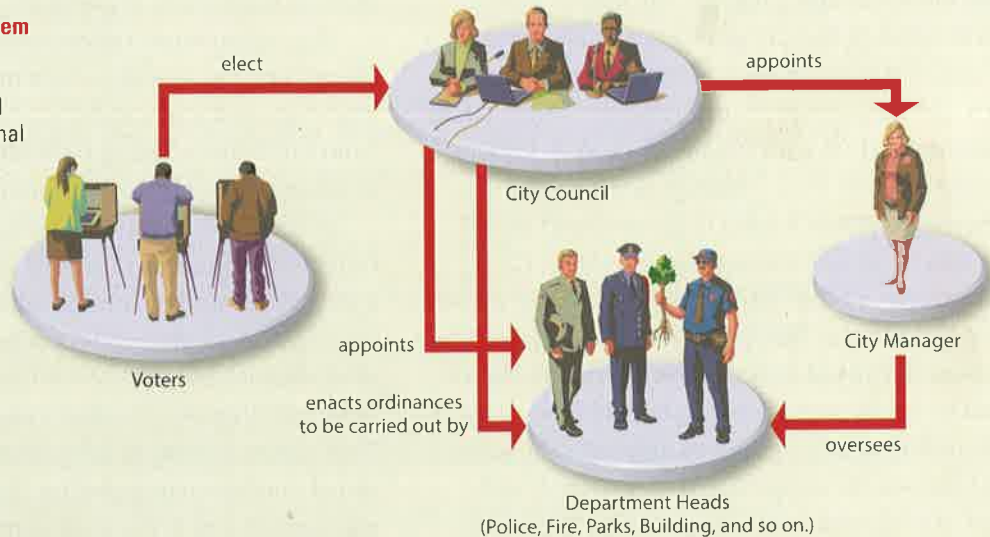 em
elect
appoints
nal
City Council
Voters
appoints
City Manager
enacts ordinances
to be carried out by
oversees
Department Heads
(Police, Fire, Parks, Building, and so on.)